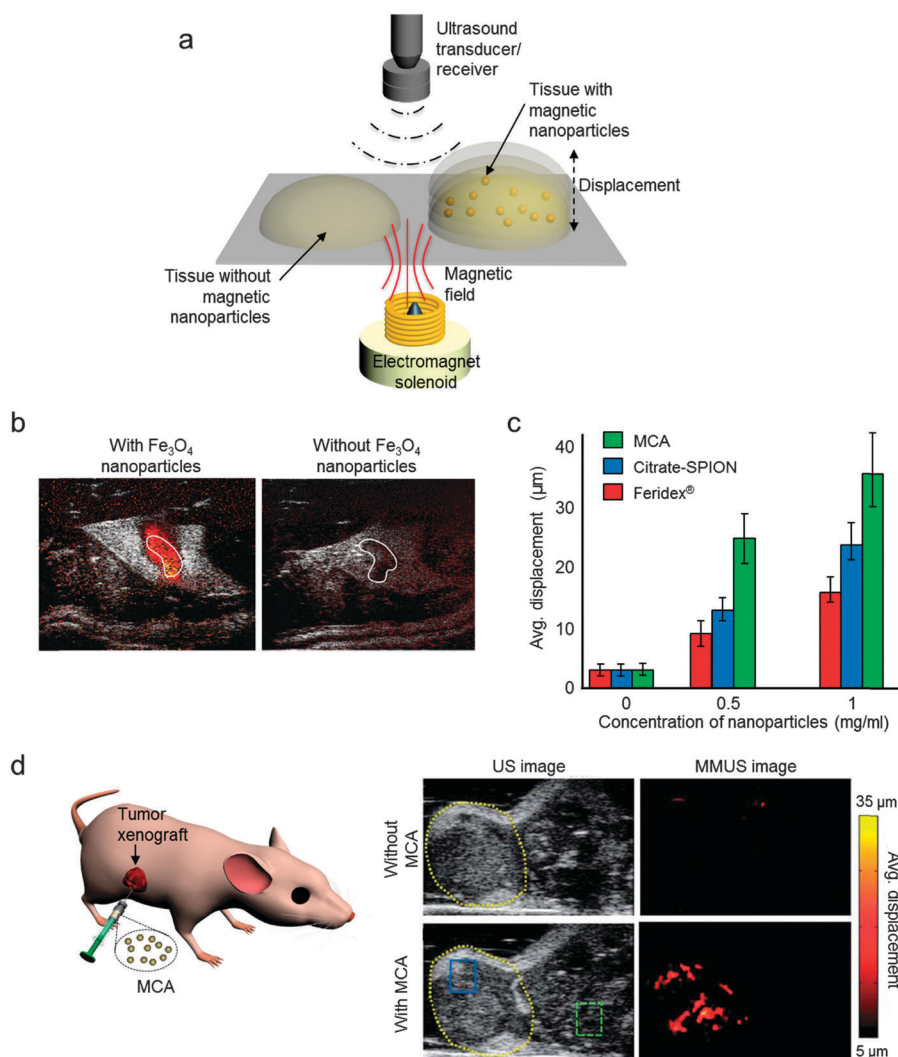 a
Ultrasound
transducer/
receiver
Tissue with
magnetic
nanoparticles
Displacement
Tissue without
magnetic
nanoparticles
Magnetic
field
Electromagnet
solenoid
b
With Fe₃O₄
nanoparticles
Without Fe₃O₄
nanoparticles
c
MCA
Citrate-SPION
Feridex®
Avg. displacement (μm)
40
30
20
10
0
0
0.5
1
Concentration of nanoparticles (mg/ml)
d
Tumor
xenograft
MCA
US image
MMUS image
Without
MCA
With MCA
35 μm
Avg. displacement
5 μm